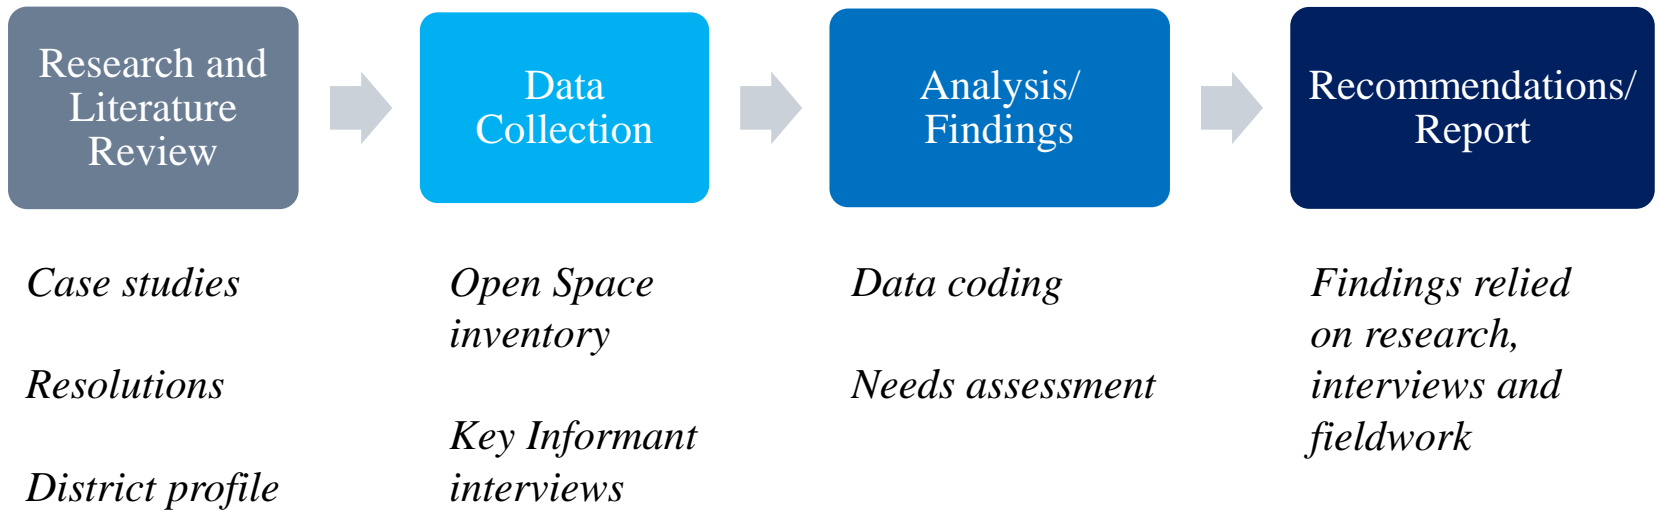 Research and
Literature
Review
Data
Collection
Analysis/
Findings
Recommendations/
Report
Case studies
Resolutions
District profile
Open Space
inventory
Key Informant
interviews
Data coding
Needs assessment
Findings relied
on research,
interviews and
fieldwork